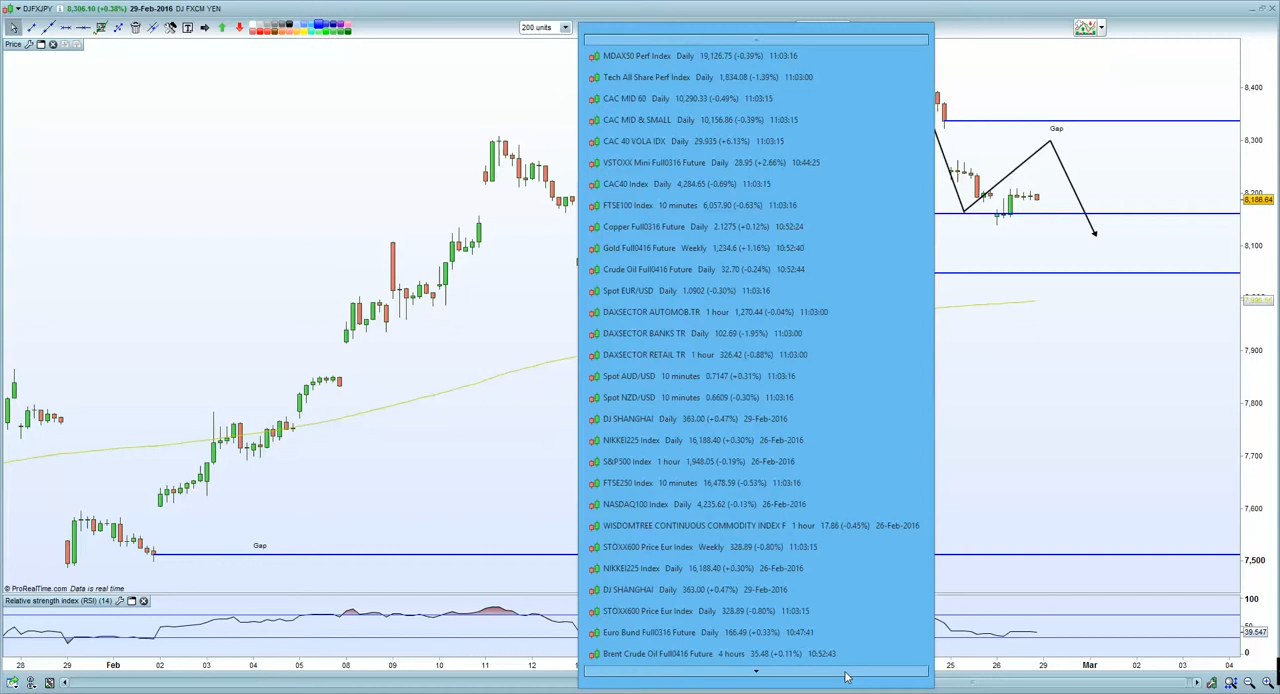 DJFXJPY 8,306.10 (+0.38%) 29-Feb-2016 DJ FXCM YEN
200 units
Price
MDAX50 Perf Index Daily 19,126.75 (-0.39%) 11:03:16
Tech All Share Perf Index Daily 1,834.08 (-1.39%) 11:03:00
CAC MID 60 Daily 10,290.33 (-0.49%) 11:03:15
CAC MID & SMALL Daily 10,156.86 (-0.39%) 11:03:15
CAC 40 VOLA IDX Daily 29.935 (+6.13%) 11:03:15
VSTOXX Mini Full0316 Future Daily 28.95 (+2.66%) 10:44:25
CAC40 Index Daily 4,284.65 (-0.69%) 11:03:15
FTSE100 Index 10 minutes 6,057.90 (-0.63%) 11:03:16
Copper Full0316 Future Daily 2.1275 (+0.12%) 10:52:24
Gold Full0416 Future Weekly 1,234.6 (+1.16%) 10:52:40
Crude Oil Full0416 Future Daily 32.70 (-0.24%) 10:52:44
Spot EUR/USD Daily 1.0902 (-0.30%) 11:03:16
DAXSECTOR AUTOMOB.TR 1 hour 1,270.44 (-0.04%) 11:03:00
DAXSECTOR BANKS TR Daily 102.69 (-1.95%) 11:03:00
DAXSECTOR RETAIL TR 1 hour 326.42 (-0.88%) 11:03:00
Spot AUD/USD 10 minutes 0.7147 (+0.31%) 11:03:16
Spot NZD/USD 10 minutes 0.6609 (-0.30%) 11:03:16
DJ SHANGHAI Daily 363.00 (+0.47%) 29-Feb-2016
NIKKEI225 Index Daily 16,188.40 (+0.30%) 26-Feb-2016
S&P500 Index 1 hour 1,948.05 (-0.19%) 26-Feb-2016
FTSE250 Index 10 minutes 16,478.59 (-0.53%) 11:03:16
NASDAQ100 Index Daily 4,235.62 (-0.13%) 26-Feb-2016
WISDOMTREE CONTINUOUS COMMODITY INDEX F 1 hour 17.86 (-0.45%) 26-Feb-2016
STOXX600 Price Eur Index Weekly 328.89 (-0.80%) 11:03:15
NIKKEI225 Index Daily 16,188.40 (+0.30%) 26-Feb-2016
DJ SHANGHAI Daily 363.00 (+0.47%) 29-Feb-2016
STOXX600 Price Eur Index Daily 328.89 (-0.80%) 11:03:15
Euro Bund Full0316 Future Daily 166.49 (+0.33%) 10:47:41
Brent Crude Oil Full0416 Future 4 hours 35.48 (+0.11%) 10:52:43
Gap
Gap
8,400
8,300
8,186.64
8,100
7,900
7,800
7,700
7,600
7,500
© ProRealTime.com Data is real time
Relative strength index (RSI) (14)
100
39.547
0
28 29 Feb 02 03 04 05 08 09 10 11 12 25 26 29 Mar 02 03 04